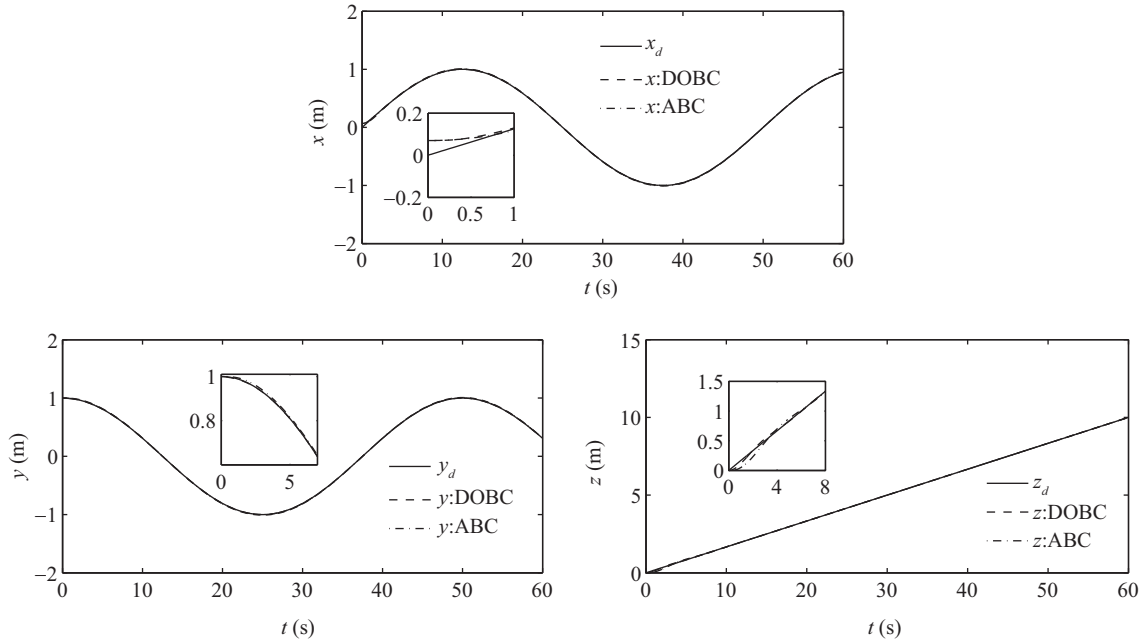 2
1
0
−1
−2
x (m)
x_d
x:DOBC
x:ABC
0.2
0
−0.2
0 0.5 1
0 10 20 30 40 50 60
t (s)
2
1
0
−1
−2
y (m)
1
0.8
0 5
y_d
y:DOBC
y:ABC
0 10 20 30 40 50 60
t (s)
15
10
5
0
z (m)
1.5
1
0.5
0
0 4 8
z_d
z:DOBC
z:ABC
0 10 20 30 40 50 60
t (s)